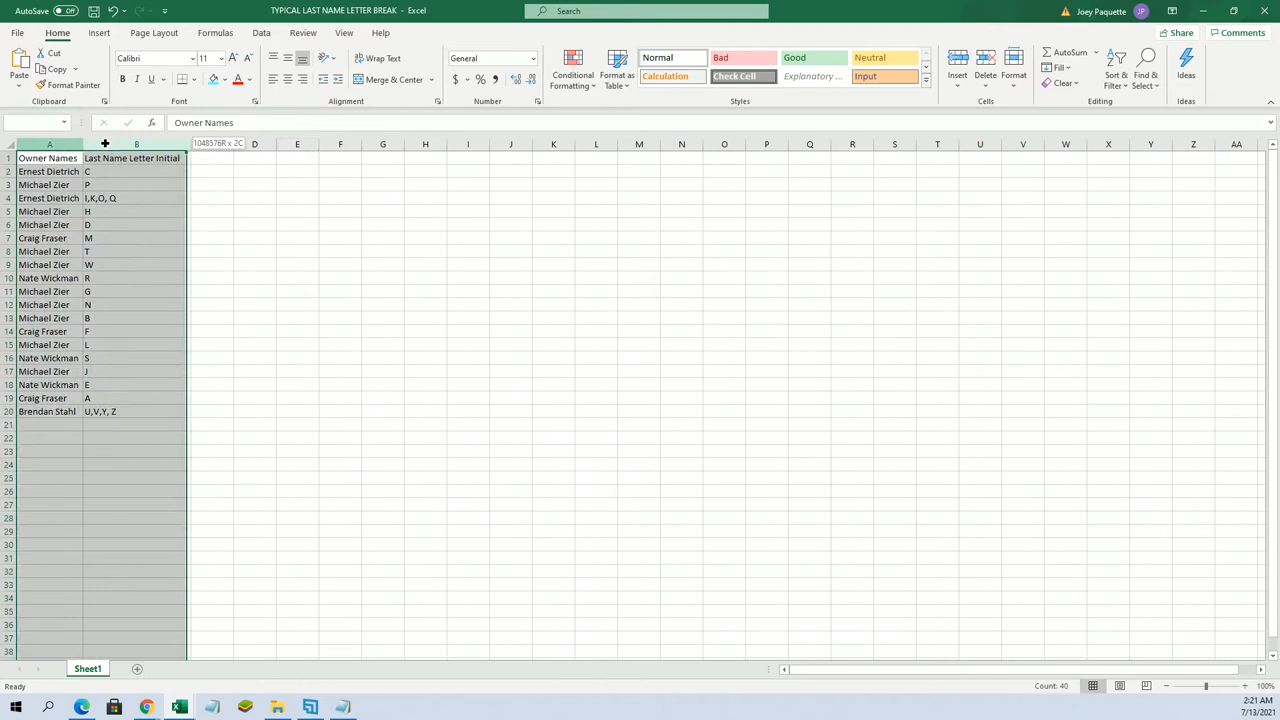 AutoSave Off TYPICAL LAST NAME LETTER BREAK - Excel Search Joey Paquette JP
File Home Insert Page Layout Formulas Data Review View Help Share Comments
Paste Cut Copy Format Painter Clipboard
Calibri 11 B I U A Font
Wrap Text Merge & Center Alignment
General $ % Number
Conditional Formatting Format as Table
Normal Bad Good Neutral
Calculation Check Cell Explanatory ... Input
Styles
Insert Delete Format Cells
AutoSum Fill Clear Sort & Filter Find & Select Editing
Ideas Ideas
fx Owner Names
A B 1048576R x 2C D E F G H I J K L M N O P Q R S T U V W X Y Z AA
1 Owner Names Last Name Letter Initial
2 Ernest Dietrich C
3 Michael Zier P
4 Ernest Dietrich I,K,O, Q
5 Michael Zier H
6 Michael Zier D
7 Craig Fraser M
8 Michael Zier T
9 Michael Zier W
10 Nate Wickman R
11 Michael Zier G
12 Michael Zier N
13 Michael Zier B
14 Craig Fraser F
15 Michael Zier L
16 Nate Wickman S
17 Michael Zier J
18 Nate Wickman E
19 Craig Fraser A
20 Brendan Stahl U,V,Y, Z
21
22
23
24
25
26
27
28
29
30
31
32
33
34
35
36
37
38
Sheet1
Ready Count: 40 100%
2:21 AM
7/13/2021